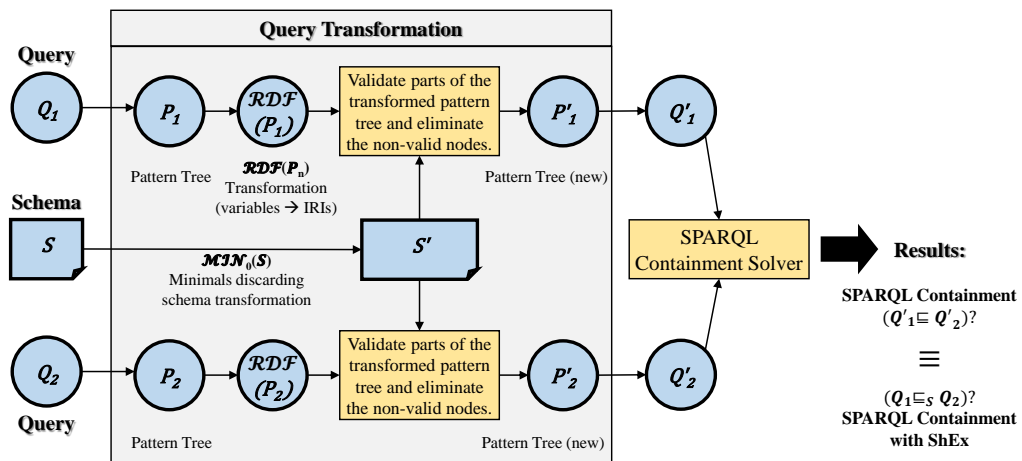 Query Transformation
Query
Q1
P1
RDF
(P1)
Validate parts of the
transformed pattern
tree and eliminate
the non-valid nodes.
P'1
Q'1
Pattern Tree
RDF(Pn)
Transformation
(variables → IRIs)
Pattern Tree (new)
Schema
S
MIN0(S)
Minimals discarding
schema transformation
S'
SPARQL
Containment Solver
Results:
SPARQL Containment
(Q'1 ⊑ Q'2)?
≡
(Q1 ⊑S Q2)?
SPARQL Containment
with ShEx
Q2
Query
P2
RDF
(P2)
Validate parts of the
transformed pattern
tree and eliminate
the non-valid nodes.
P'2
Q'2
Pattern Tree
Pattern Tree (new)